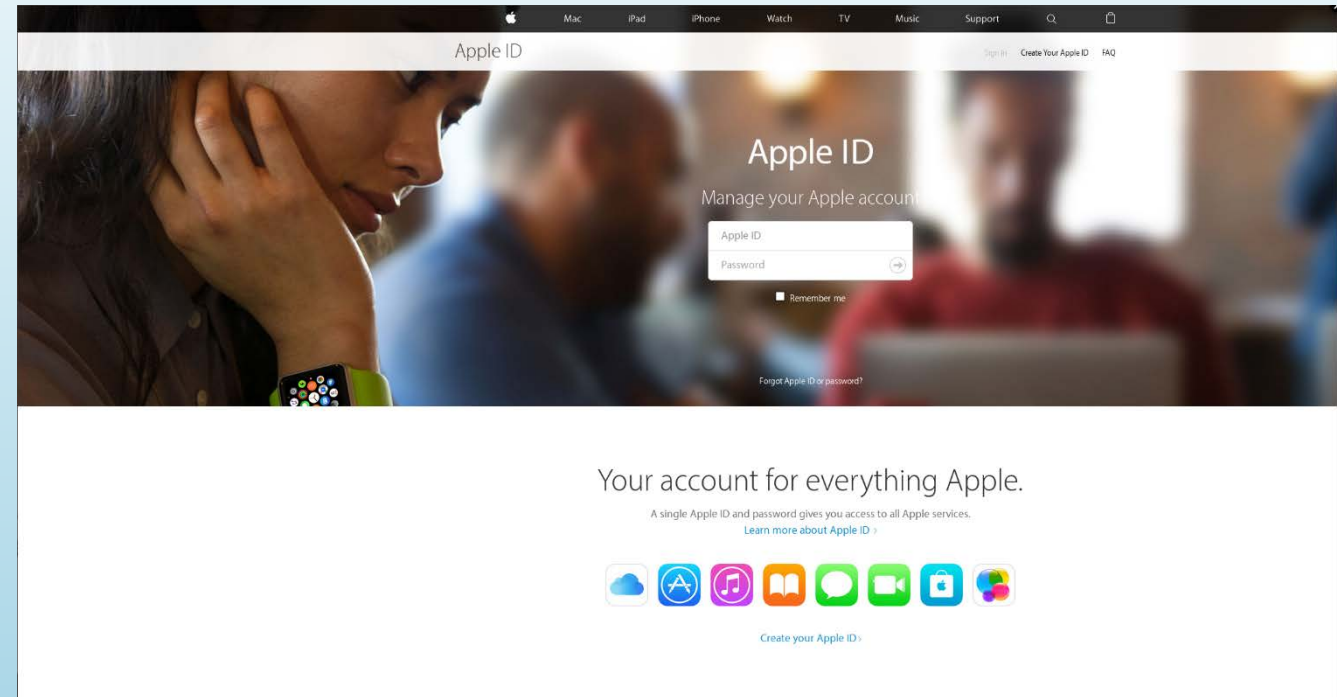 Mac iPad iPhone Watch TV Music Support
Apple ID
Sign In Create Your Apple ID FAQ
Apple ID
Manage your Apple account
Apple ID
Password
Remember me
Forgot Apple ID or password?
Your account for everything Apple.
A single Apple ID and password gives you access to all Apple services.
Learn more about Apple ID ›
Create your Apple ID ›